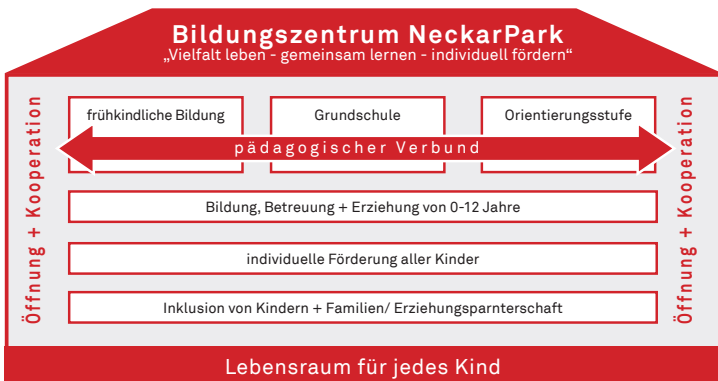 Bildungszentrum NeckarPark
„Vielfalt leben - gemeinsam lernen - individuell fördern“
Öffnung + Kooperation
frühkindliche Bildung
Grundschule
Orientierungsstufe
pädagogischer Verbund
Bildung, Betreuung + Erziehung von 0-12 Jahre
individuelle Förderung aller Kinder
Inklusion von Kindern + Familien/ Erziehungsparnterschaft
Öffnung + Kooperation
Lebensraum für jedes Kind